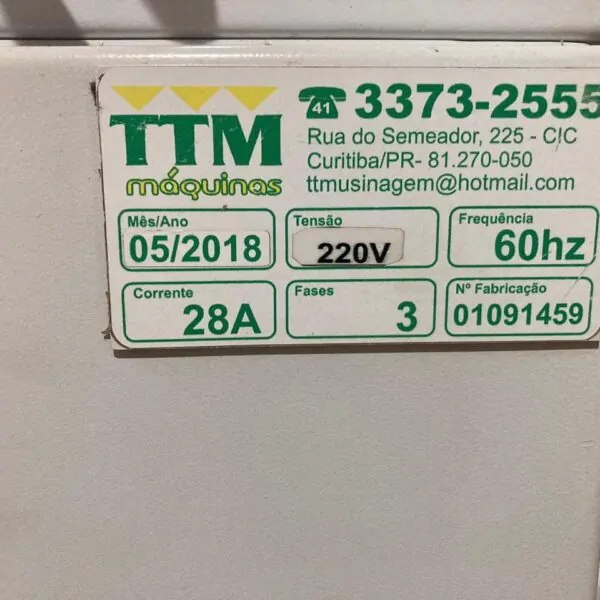 TTM
máquinas
41 3373-2555
Rua do Semeador, 225 - CIC
Curitiba/PR- 81.270-050
ttmusinagem@hotmail.com
Mês/Ano
05/2018
Tensão
220V
Frequência
60hz
Corrente
28A
Fases
3
Nº Fabricação
01091459